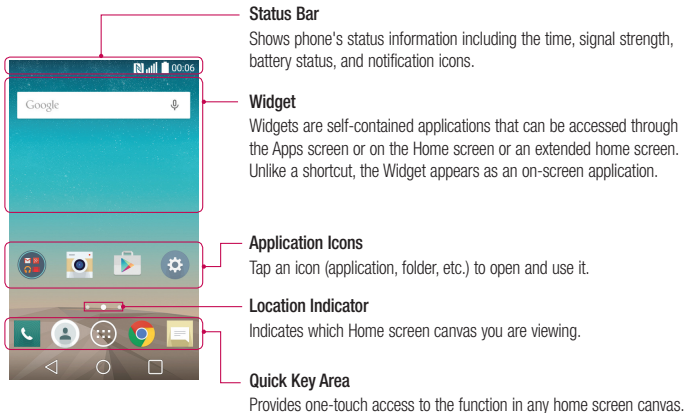 Status Bar
Shows phone's status information including the time, signal strength,
battery status, and notification icons.
00:06
Google
Widget
Widgets are self-contained applications that can be accessed through
the Apps screen or on the Home screen or an extended home screen.
Unlike a shortcut, the Widget appears as an on-screen application.
Application Icons
Tap an icon (application, folder, etc.) to open and use it.
Location Indicator
Indicates which Home screen canvas you are viewing.
Quick Key Area
Provides one-touch access to the function in any home screen canvas.